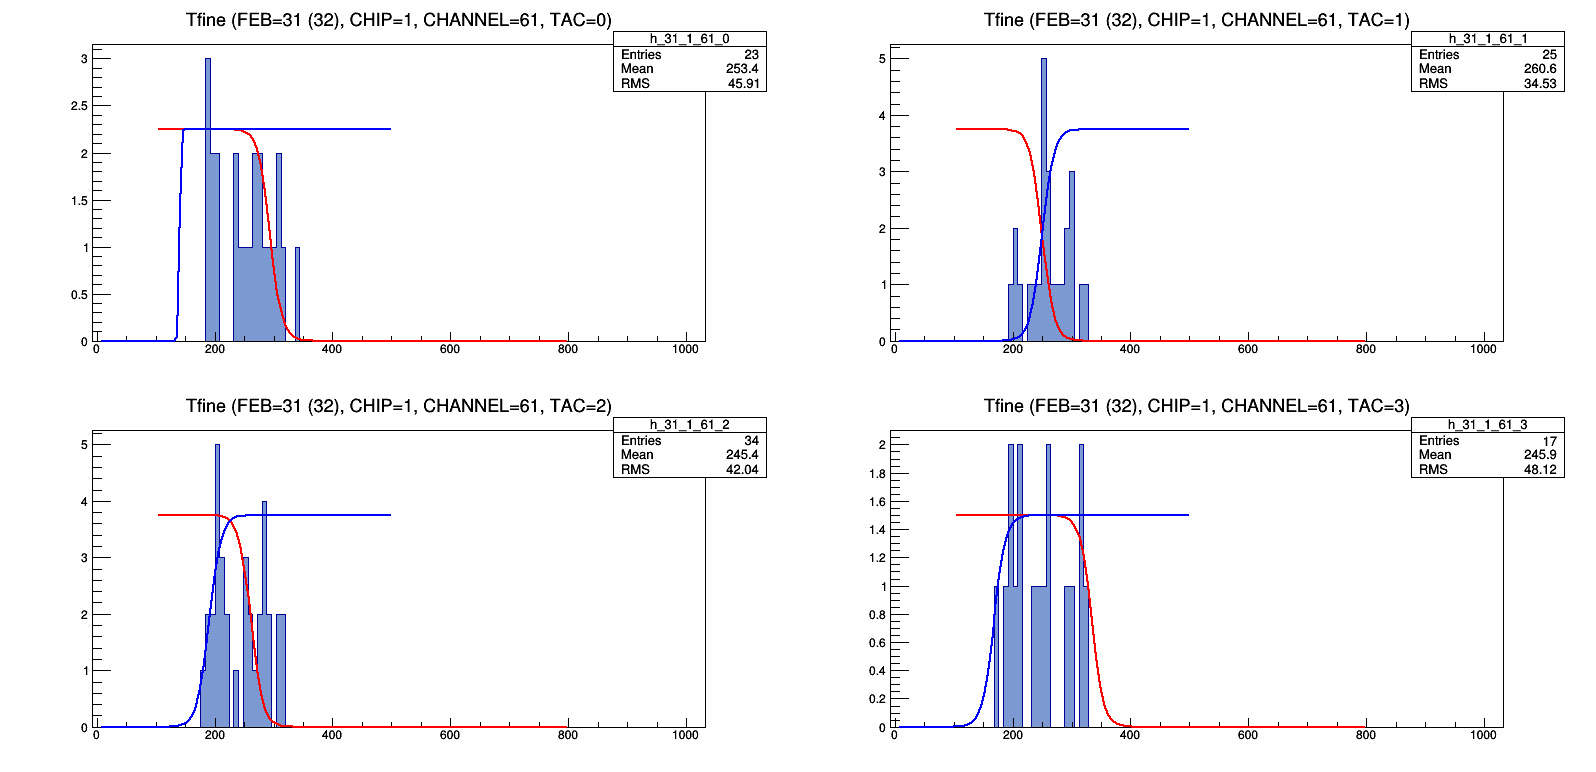 Tfine (FEB=31 (32), CHIP=1, CHANNEL=61, TAC=0)
h_31_1_61_0
Entries 23
Mean 253.4
RMS 45.91
3
2.5
2
1.5
1
0.5
0
0 200 400 600 800 1000
Tfine (FEB=31 (32), CHIP=1, CHANNEL=61, TAC=1)
h_31_1_61_1
Entries 25
Mean 260.6
RMS 34.53
5
4
3
2
1
0
0 200 400 600 800 1000
Tfine (FEB=31 (32), CHIP=1, CHANNEL=61, TAC=2)
h_31_1_61_2
Entries 34
Mean 245.4
RMS 42.04
5
4
3
2
1
0
0 200 400 600 800 1000
Tfine (FEB=31 (32), CHIP=1, CHANNEL=61, TAC=3)
h_31_1_61_3
Entries 17
Mean 245.9
RMS 48.12
2
1.8
1.6
1.4
1.2
1
0.8
0.6
0.4
0.2
0
0 200 400 600 800 1000